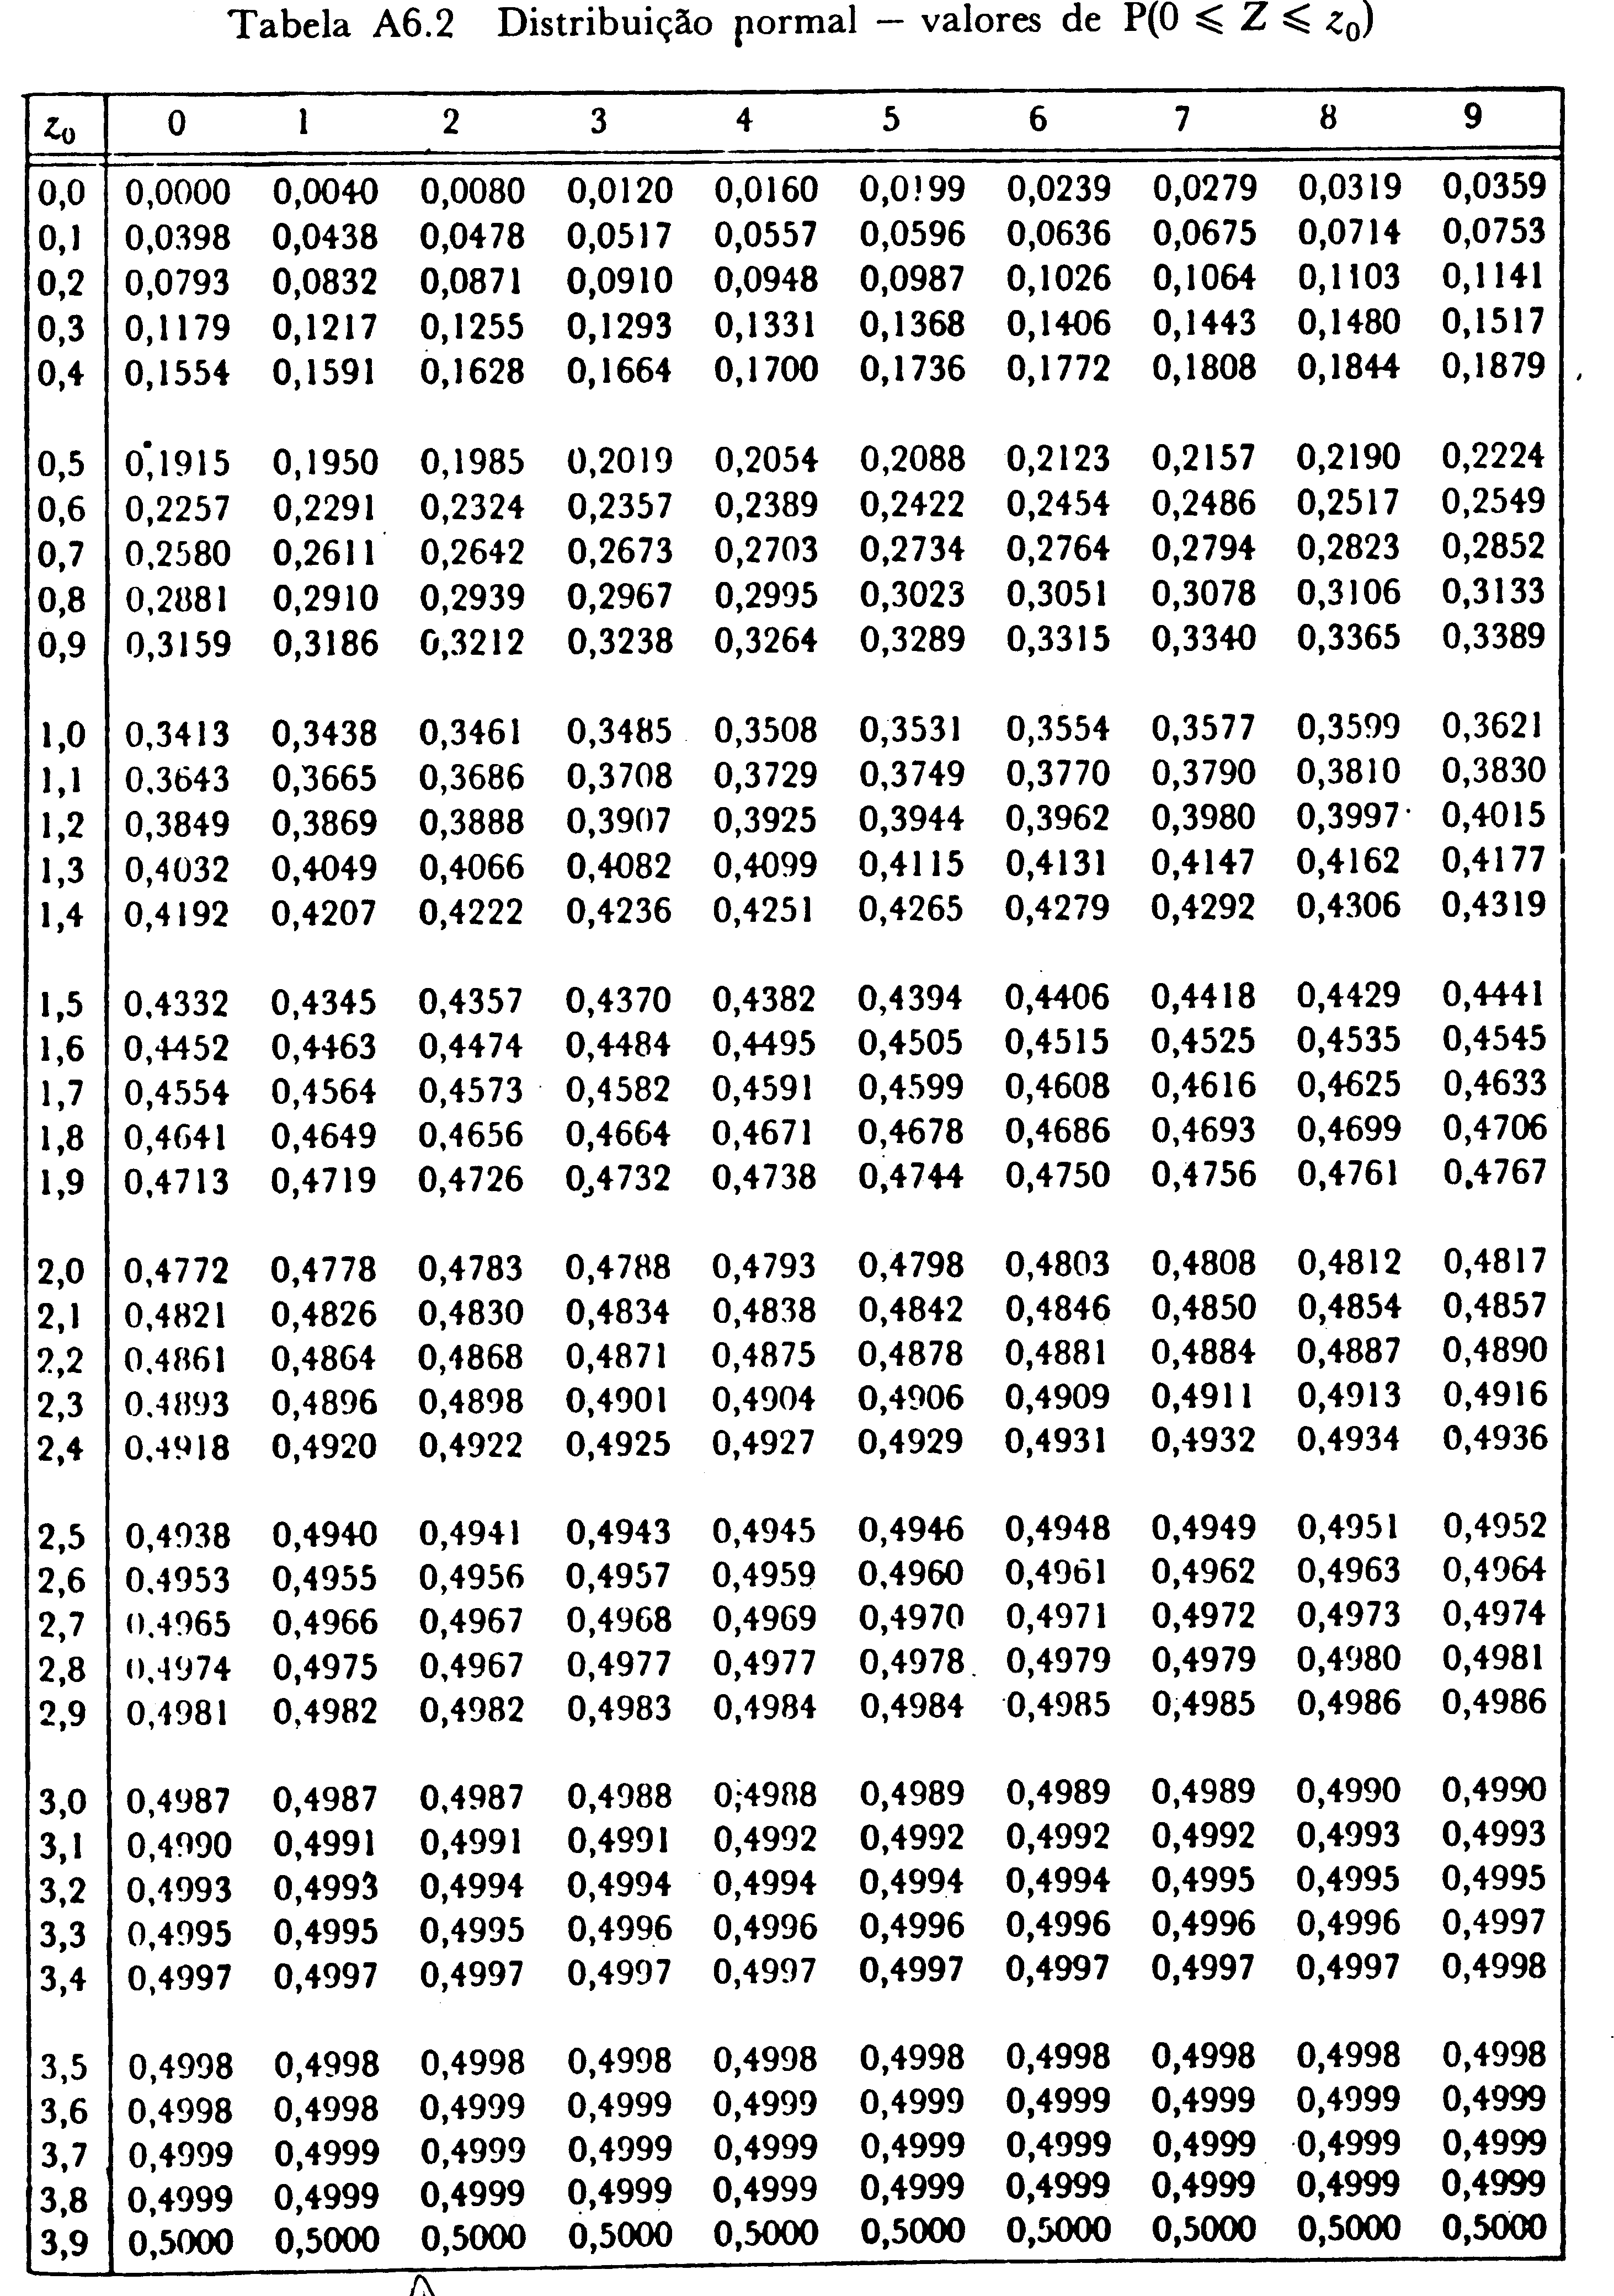 Tabela A6.2 Distribuição normal — valores de P(0 ⩽ Z ⩽ z₀)
z₀ 0 1 2 3 4 5 6 7 8 9
0,0 0,0000 0,0040 0,0080 0,0120 0,0160 0,0199 0,0239 0,0279 0,0319 0,0359
0,1 0,0398 0,0438 0,0478 0,0517 0,0557 0,0596 0,0636 0,0675 0,0714 0,0753
0,2 0,0793 0,0832 0,0871 0,0910 0,0948 0,0987 0,1026 0,1064 0,1103 0,1141
0,3 0,1179 0,1217 0,1255 0,1293 0,1331 0,1368 0,1406 0,1443 0,1480 0,1517
0,4 0,1554 0,1591 0,1628 0,1664 0,1700 0,1736 0,1772 0,1808 0,1844 0,1879
0,5 0,1915 0,1950 0,1985 0,2019 0,2054 0,2088 0,2123 0,2157 0,2190 0,2224
0,6 0,2257 0,2291 0,2324 0,2357 0,2389 0,2422 0,2454 0,2486 0,2517 0,2549
0,7 0,2580 0,2611 0,2642 0,2673 0,2703 0,2734 0,2764 0,2794 0,2823 0,2852
0,8 0,2881 0,2910 0,2939 0,2967 0,2995 0,3023 0,3051 0,3078 0,3106 0,3133
0,9 0,3159 0,3186 0,3212 0,3238 0,3264 0,3289 0,3315 0,3340 0,3365 0,3389
1,0 0,3413 0,3438 0,3461 0,3485 0,3508 0,3531 0,3554 0,3577 0,3599 0,3621
1,1 0,3643 0,3665 0,3686 0,3708 0,3729 0,3749 0,3770 0,3790 0,3810 0,3830
1,2 0,3849 0,3869 0,3888 0,3907 0,3925 0,3944 0,3962 0,3980 0,3997 0,4015
1,3 0,4032 0,4049 0,4066 0,4082 0,4099 0,4115 0,4131 0,4147 0,4162 0,4177
1,4 0,4192 0,4207 0,4222 0,4236 0,4251 0,4265 0,4279 0,4292 0,4306 0,4319
1,5 0,4332 0,4345 0,4357 0,4370 0,4382 0,4394 0,4406 0,4418 0,4429 0,4441
1,6 0,4452 0,4463 0,4474 0,4484 0,4495 0,4505 0,4515 0,4525 0,4535 0,4545
1,7 0,4554 0,4564 0,4573 0,4582 0,4591 0,4599 0,4608 0,4616 0,4625 0,4633
1,8 0,4641 0,4649 0,4656 0,4664 0,4671 0,4678 0,4686 0,4693 0,4699 0,4706
1,9 0,4713 0,4719 0,4726 0,4732 0,4738 0,4744 0,4750 0,4756 0,4761 0,4767
2,0 0,4772 0,4778 0,4783 0,4788 0,4793 0,4798 0,4803 0,4808 0,4812 0,4817
2,1 0,4821 0,4826 0,4830 0,4834 0,4838 0,4842 0,4846 0,4850 0,4854 0,4857
2,2 0,4861 0,4864 0,4868 0,4871 0,4875 0,4878 0,4881 0,4884 0,4887 0,4890
2,3 0,4893 0,4896 0,4898 0,4901 0,4904 0,4906 0,4909 0,4911 0,4913 0,4916
2,4 0,4918 0,4920 0,4922 0,4925 0,4927 0,4929 0,4931 0,4932 0,4934 0,4936
2,5 0,4938 0,4940 0,4941 0,4943 0,4945 0,4946 0,4948 0,4949 0,4951 0,4952
2,6 0,4953 0,4955 0,4956 0,4957 0,4959 0,4960 0,4961 0,4962 0,4963 0,4964
2,7 0,4965 0,4966 0,4967 0,4968 0,4969 0,4970 0,4971 0,4972 0,4973 0,4974
2,8 0,4974 0,4975 0,4967 0,4977 0,4977 0,4978 0,4979 0,4979 0,4980 0,4981
2,9 0,4981 0,4982 0,4982 0,4983 0,4984 0,4984 0,4985 0,4985 0,4986 0,4986
3,0 0,4987 0,4987 0,4987 0,4988 0,4988 0,4989 0,4989 0,4989 0,4990 0,4990
3,1 0,4990 0,4991 0,4991 0,4991 0,4992 0,4992 0,4992 0,4992 0,4993 0,4993
3,2 0,4993 0,4993 0,4994 0,4994 0,4994 0,4994 0,4994 0,4995 0,4995 0,4995
3,3 0,4995 0,4995 0,4995 0,4996 0,4996 0,4996 0,4996 0,4996 0,4996 0,4997
3,4 0,4997 0,4997 0,4997 0,4997 0,4997 0,4997 0,4997 0,4997 0,4997 0,4998
3,5 0,4998 0,4998 0,4998 0,4998 0,4998 0,4998 0,4998 0,4998 0,4998 0,4998
3,6 0,4998 0,4998 0,4999 0,4999 0,4999 0,4999 0,4999 0,4999 0,4999 0,4999
3,7 0,4999 0,4999 0,4999 0,4999 0,4999 0,4999 0,4999 0,4999 0,4999 0,4999
3,8 0,4999 0,4999 0,4999 0,4999 0,4999 0,4999 0,4999 0,4999 0,4999 0,4999
3,9 0,5000 0,5000 0,5000 0,5000 0,5000 0,5000 0,5000 0,5000 0,5000 0,5000